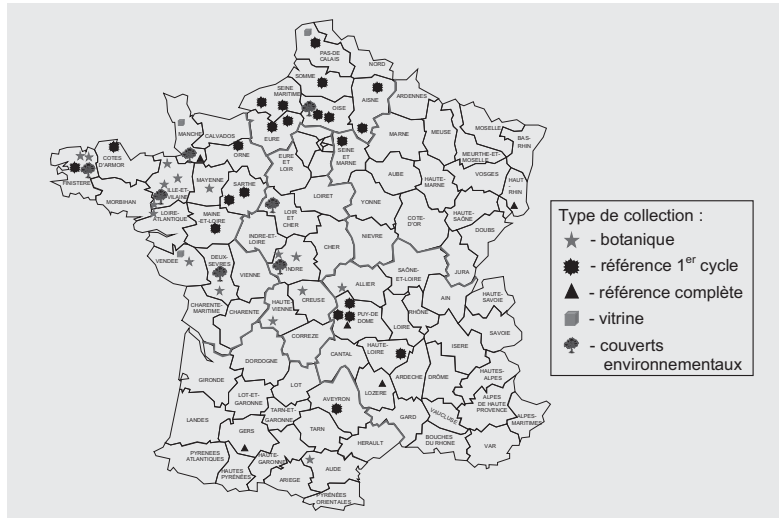 PAS-DE
CALAIS
NORD
SOMME
SEINE
MARITIME
OISE
AISNE
ARDENNES
MANCHE
CALVADOS
EURE
MARNE
MEUSE
MOSELLE
BAS-
RHIN
MEURTHE-ET
MOSELLE
COTES
D'ARMOR
FINISTERE
ORNE
EURE
ET
LOIR
SEINE
ET
MARNE
AUBE
HAUTE-
MARNE
VOSGES
HAUT
-
RHIN
ILLE-ET
VILAINE
MAYENNE
SARTHE
MORBIHAN
LOIRE-
ATLANTIQUE
MAINE
-ET-LOIRE
LOIR
ET
CHER
LOIRET
YONNE
COTE-
D'OR
HAUTE-
SAÔNE
DOUBS
INDRE-ET
LOIRE
CHER
NIEVRE
JURA
VENDEE
DEUX-
SEVRES
VIENNE
INDRE
ALLIER
SAÔNE-
ET-LOIRE
AIN
HAUTE-
SAVOIE
CHARENTE-
MARITIME
CHARENTE
HAUTE-
VIENNE
CREUSE
PUY-DE
DOME
LOIRE
RHÔNE
SAVOIE
ISERE
CORREZE
DORDOGNE
CANTAL
HAUTE-
LOIRE
ARDECHE
DRÔME
HAUTES-
ALPES
GIRONDE
LOT
LOT-ET-
GARONNE
AVEYRON
LOZERE
ALPES
DE HAUTE
PROVENCE
ALPES-
MARITIMES
LANDES
TARN-ET-
GARONNE
GERS
TARN
GARD
VAUCLUSE
HERAULT
BOUCHES
DU RHONE
VAR
PYRENEES
ATLANTIQUES
HAUTES
PYRÉNÉES
HAUTE-
GARONNE
ARIEGE
AUDE
PYRÉNÉES
ORIENTALES
Type de collection :
- botanique
- référence 1er cycle
- référence complète
- vitrine
- couverts
environnementaux